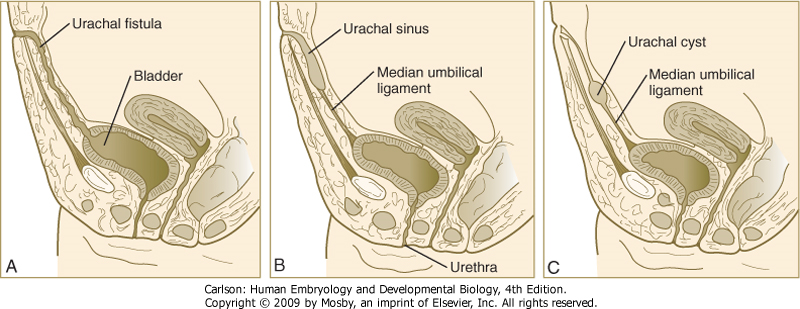 Urachal fistula
Bladder
A
Urachal sinus
Median umbilical
ligament
Urethra
B
Urachal cyst
Median umbilical
ligament
C
Carlson: Human Embryology and Developmental Biology, 4th Edition.
Copyright © 2009 by Mosby, an imprint of Elsevier, Inc. All rights reserved.